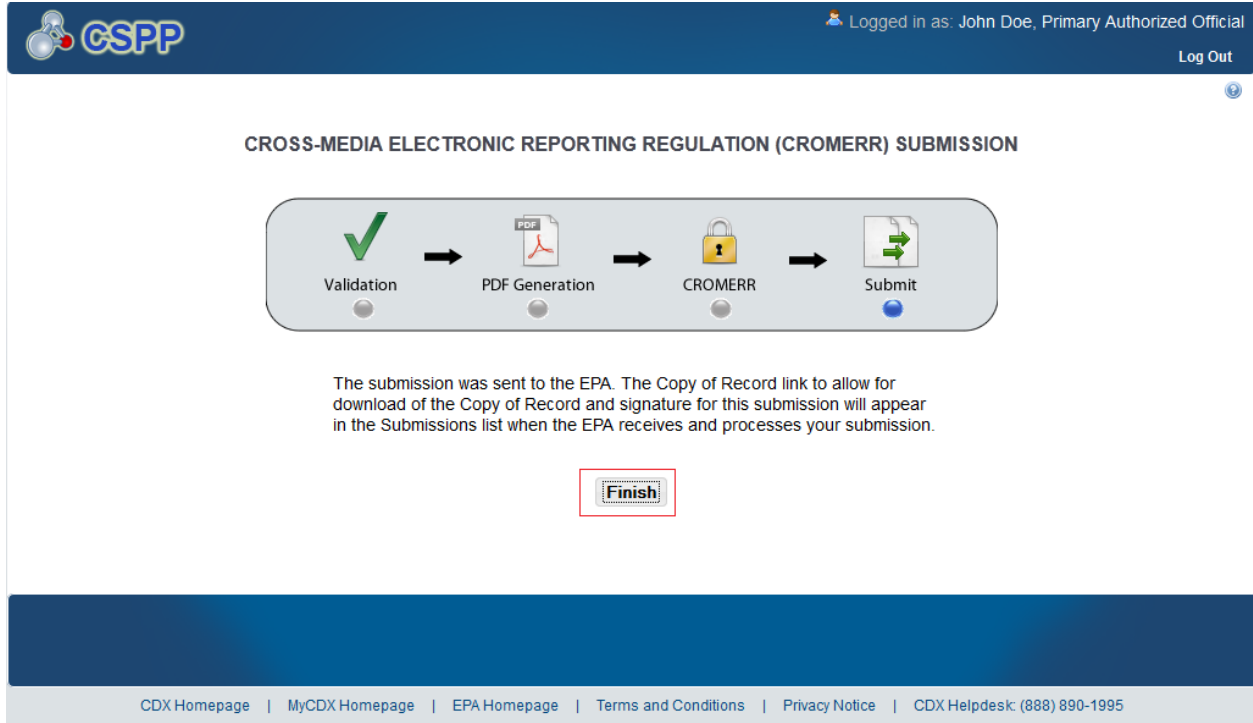 CSPP
Logged in as: John Doe, Primary Authorized Official
Log Out
?
CROSS-MEDIA ELECTRONIC REPORTING REGULATION (CROMERR) SUBMISSION
PDF
Validation
PDF Generation
CROMERR
Submit
The submission was sent to the EPA. The Copy of Record link to allow for
download of the Copy of Record and signature for this submission will appear
in the Submissions list when the EPA receives and processes your submission.
Finish
CDX Homepage | MyCDX Homepage | EPA Homepage | Terms and Conditions | Privacy Notice | CDX Helpdesk: (888) 890-1995